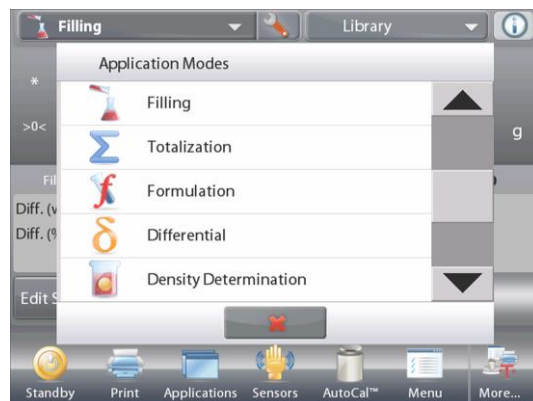 Filling Library
Application Modes
*
Filling
>0<
g
Totalization
Fil
Formulation
Diff. (v
Diff. (%
Differential
Density Determination
Edit S
Standby Print Applications Sensors AutoCal™ Menu More...